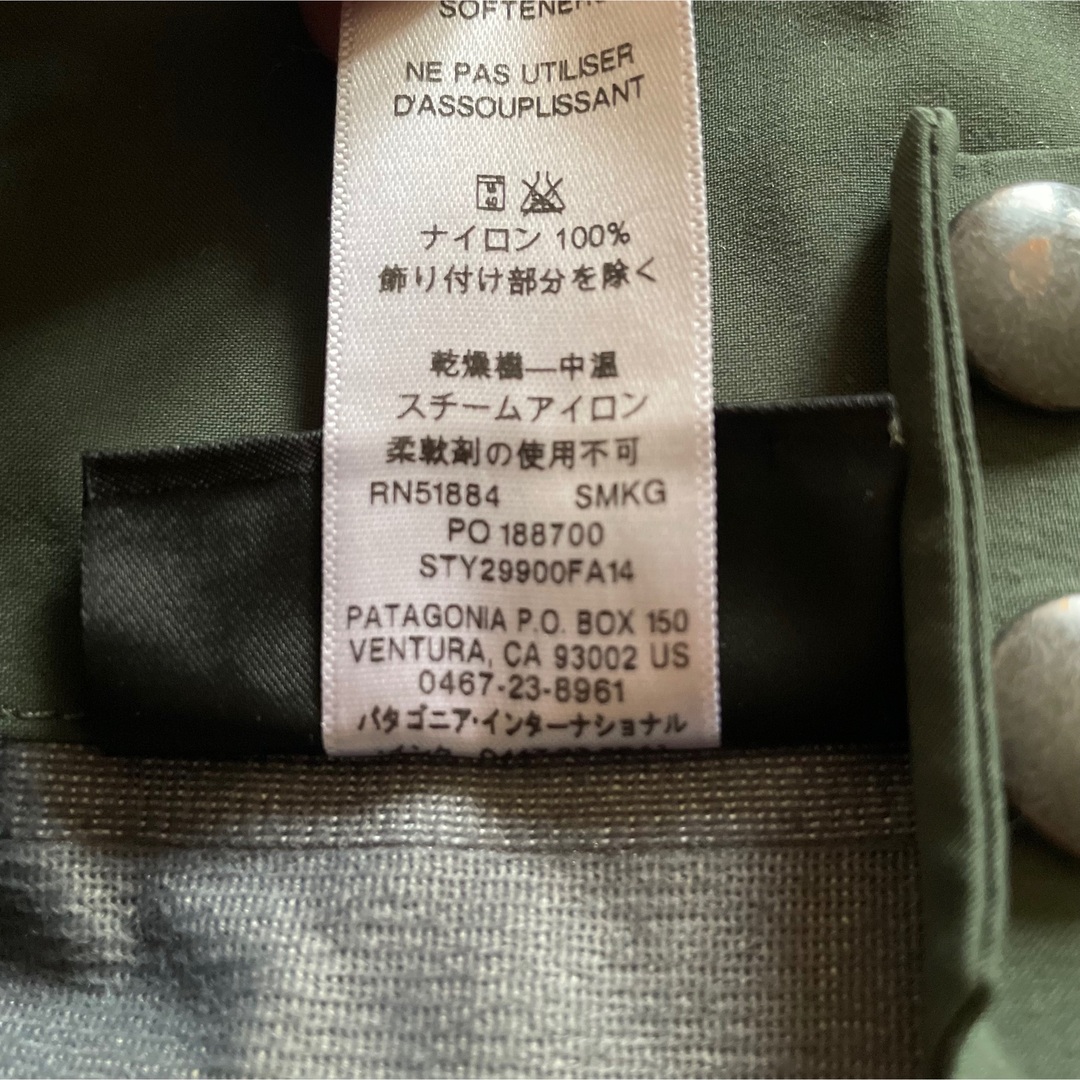 NE PAS UTILISER
D'ASSOUPLISSANT
ナイロン 100%
飾り付け部分を除く
乾燥機―中温
スチームアイロン
柔軟剤の使用不可
RN51884 SMKG
PO 188700
STY29900FA14
PATAGONIA P.O. BOX 150
VENTURA, CA 93002 US
0467-23-8961
パタゴニア・インターナショナル